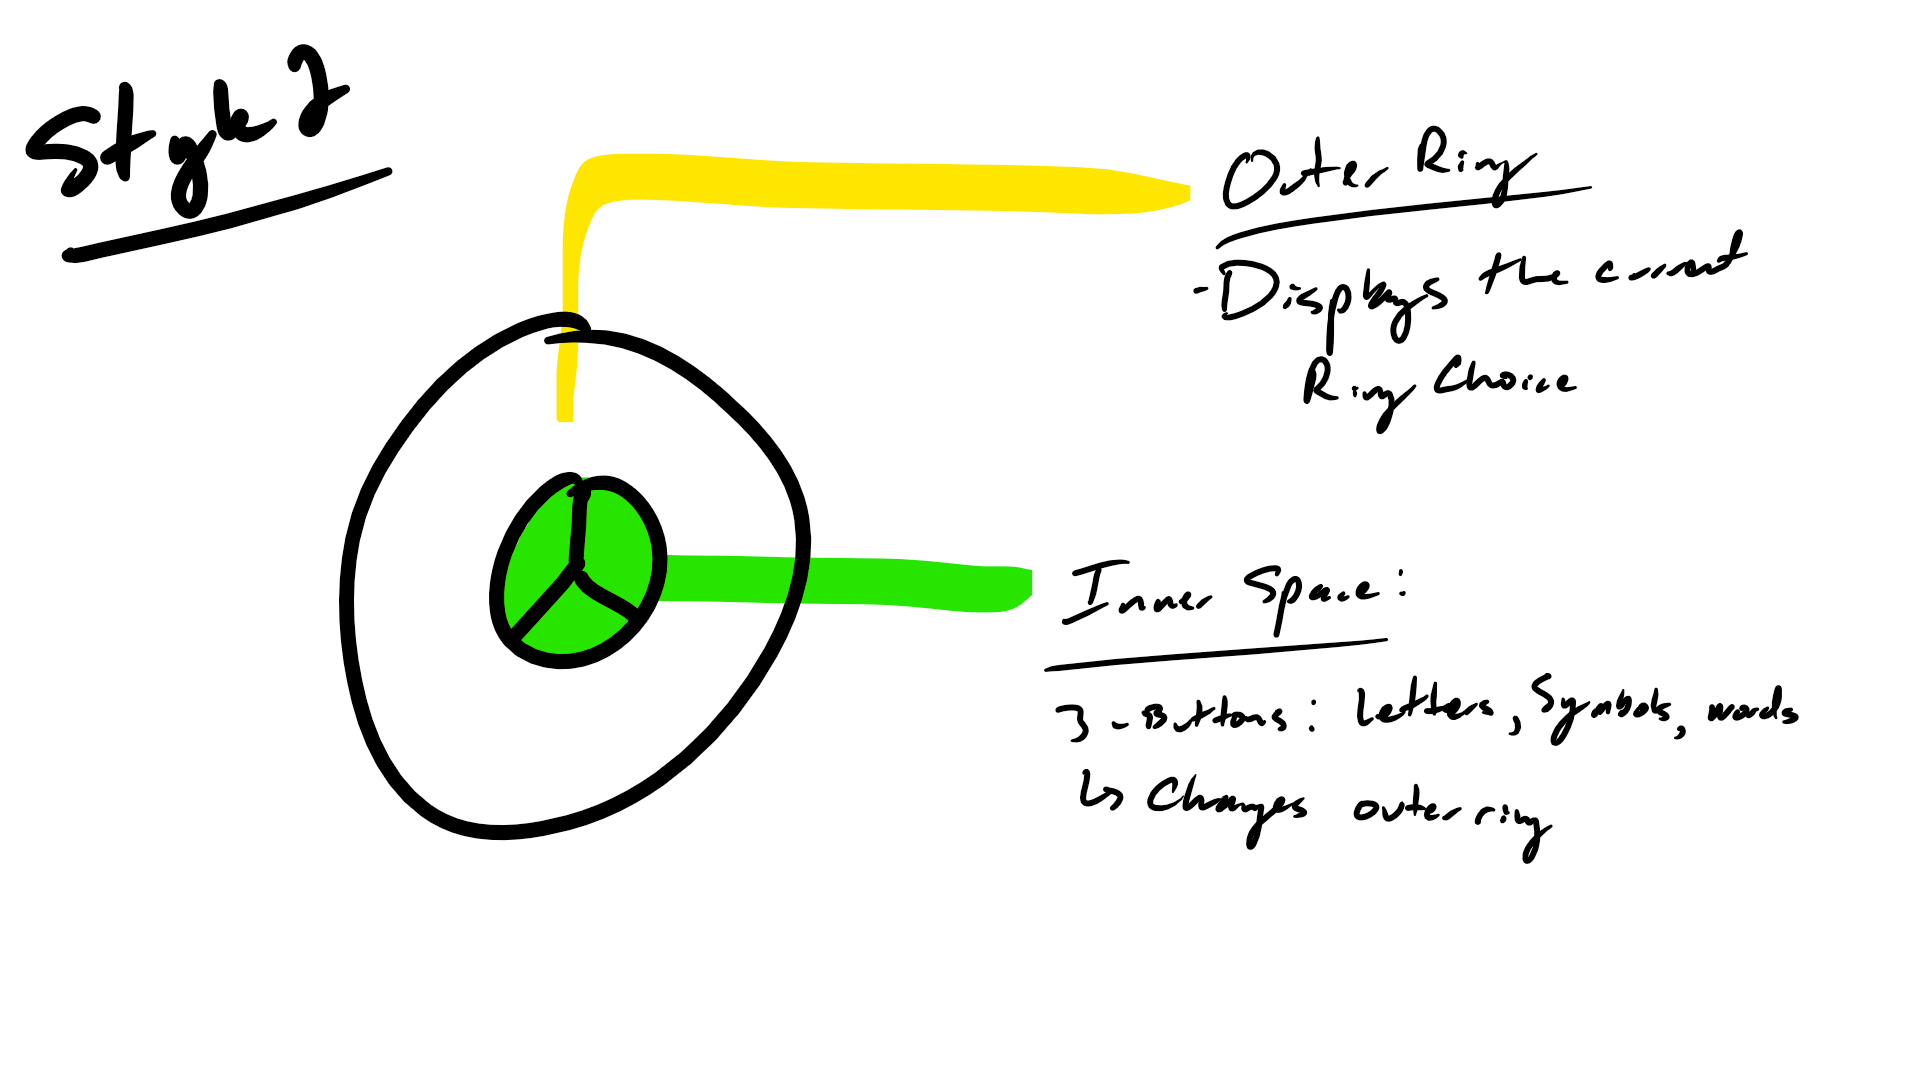 Style 2
Outer Ring
- Displays the current
Ring Choice
Inner Space:
3 - Buttons: Letters, Symbols, words
↳ Changes outer ring